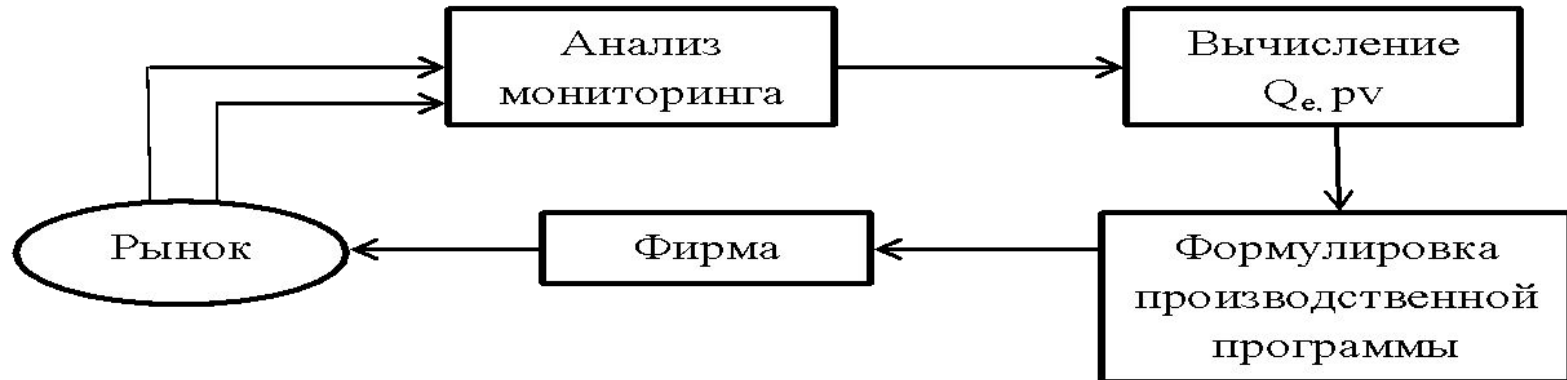 Анализ
мониторинга
Вычисление
Qe, pv
Рынок
Фирма
Формулировка
производственной
программы